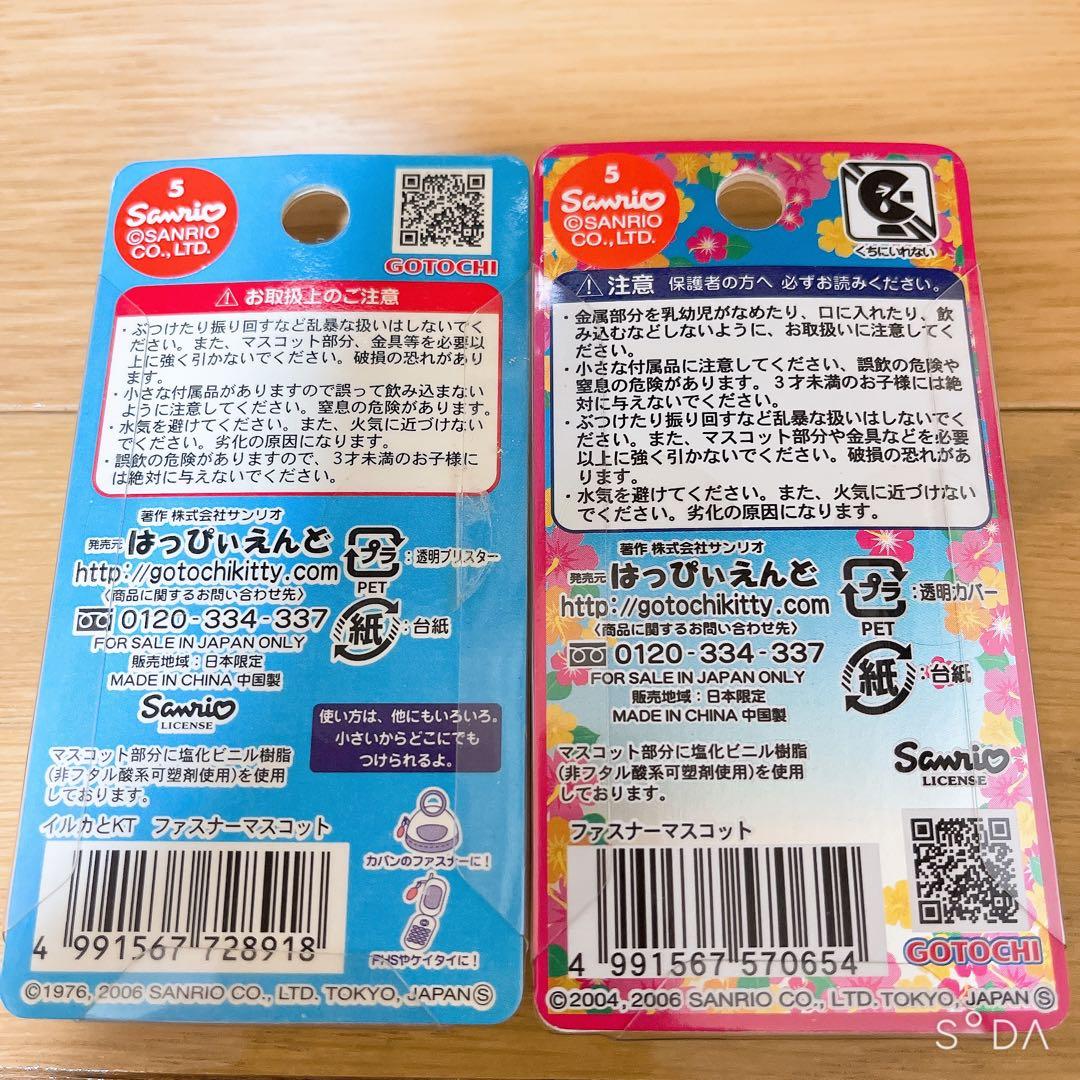 5
Sanrio
©SANRIO
CO., LTD.
GOTOCHI
お取扱上のご注意
・ぶつけたり振り回すなど乱暴な扱いはしないでく
ださい。また、マスコット部分、金具等を必要以
上に強く引かないでください。破損の恐れがあり
ます。
・小さな付属品がありますので誤って飲み込まない
ように注意してください。窒息の危険があります。
・水気を避けてください。また、火気に近づけない
でください。劣化の原因になります。
・誤飲の危険がありますので、3才未満のお子様に
は絶対に与えないでください。
著作 株式会社サンリオ
発売元 はっぴぃえんど
http://gotochikitty.com
〈商品に関するお問い合わせ先〉
0120-334-337
FOR SALE IN JAPAN ONLY
販売地域：日本限定
MADE IN CHINA 中国製
Sanrio
LICENSE
プラ
：透明ブリスター
PET
紙
：台紙
使い方は、他にもいろいろ。
小さいからどこにでも
つけられるよ。
マスコット部分に塩化ビニル樹脂
(非フタル酸系可塑剤使用)を使用
しております。
イルカとKT ファスナーマスコット
カバンのファスナーに！
PHSやケイタイに！
4 991567 728918
©1976, 2006 SANRIO CO., LTD. TOKYO, JAPAN Ⓢ
5
Sanrio
©SANRIO
CO., LTD.
くちにいれない
注意 保護者の方へ 必ずお読みください。
・金属部分を乳幼児がなめたり、口に入れたり、飲
み込むなどしないように、お取扱いに注意してく
ださい。
・小さな付属品に注意してください、誤飲の危険や
窒息の危険があります。3才未満のお子様には絶
対に与えないでください。
・ぶつけたり振り回すなど乱暴な扱いはしないでく
ださい。また、マスコット部分や金具などを必要
以上に強く引かないでください。破損の恐れがあ
ります。
・水気を避けてください。また、火気に近づけない
でください。劣化の原因になります。
著作 株式会社サンリオ
発売元 はっぴぃえんど
http://gotochikitty.com
〈商品に関するお問い合わせ先〉
0120-334-337
FOR SALE IN JAPAN ONLY
販売地域：日本限定
MADE IN CHINA 中国製
プラ
：透明カバー
PET
紙
：台紙
Sanrio
LICENSE
マスコット部分に塩化ビニル樹脂
(非フタル酸系可塑剤使用)を使用
しております。
ファスナーマスコット
4 991567 570654
GOTOCHI
©2004, 2006 SANRIO CO., LTD. TOKYO, JAPAN Ⓢ
SODA